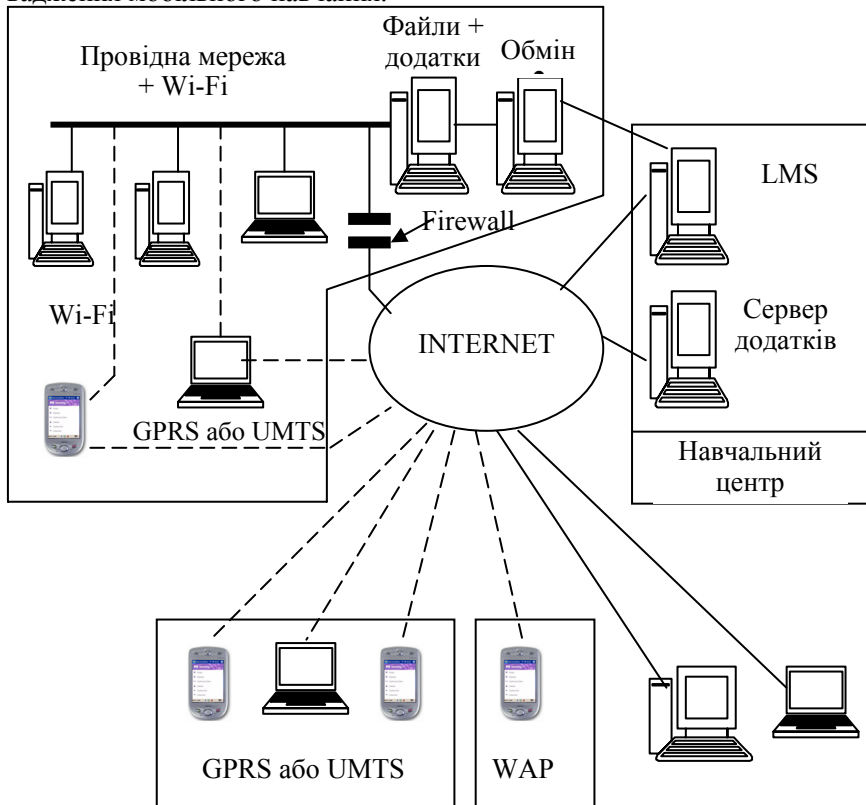 Провідна мережа
+ Wi-Fi
Файли +
додатки
Обмін
LMS
Firewall
Wi-Fi
INTERNET
Сервер
додатків
GPRS або UMTS
Навчальний
центр
GPRS або UMTS
WAP